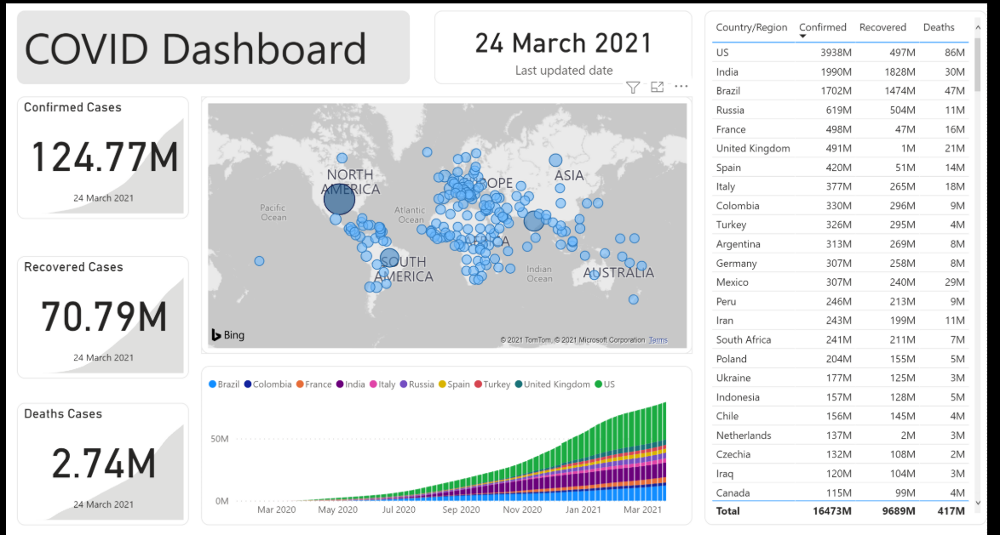 COVID Dashboard
24 March 2021
Last updated date
Confirmed Cases
124.77M
24 March 2021
Recovered Cases
70.79M
24 March 2021
Deaths Cases
2.74M
24 March 2021
NORTH
AMERICA
OPE
ASIA
Pacific
Ocean
Atlantic
Ocean
AFRICA
SOUTH
AMERICA
Indian
Ocean
AUSTRALIA
Bing
© 2021 TomTom, © 2021 Microsoft Corporation Terms
Brazil Colombia France India Italy Russia Spain Turkey United Kingdom US
50M
0M
Mar 2020 May 2020 Jul 2020 Sep 2020 Nov 2020 Jan 2021 Mar 2021
Country/Region Confirmed Recovered Deaths
US 3938M 497M 86M
India 1990M 1828M 30M
Brazil 1702M 1474M 47M
Russia 619M 504M 11M
France 498M 47M 16M
United Kingdom 491M 1M 21M
Spain 420M 51M 14M
Italy 377M 265M 18M
Colombia 330M 296M 9M
Turkey 326M 295M 4M
Argentina 313M 269M 8M
Germany 307M 258M 8M
Mexico 307M 240M 29M
Peru 246M 213M 9M
Iran 243M 199M 11M
South Africa 241M 211M 7M
Poland 204M 155M 5M
Ukraine 177M 125M 3M
Indonesia 157M 128M 5M
Chile 156M 145M 4M
Netherlands 137M 2M 3M
Czechia 132M 108M 2M
Iraq 120M 104M 3M
Canada 115M 99M 4M
Total 16473M 9689M 417M